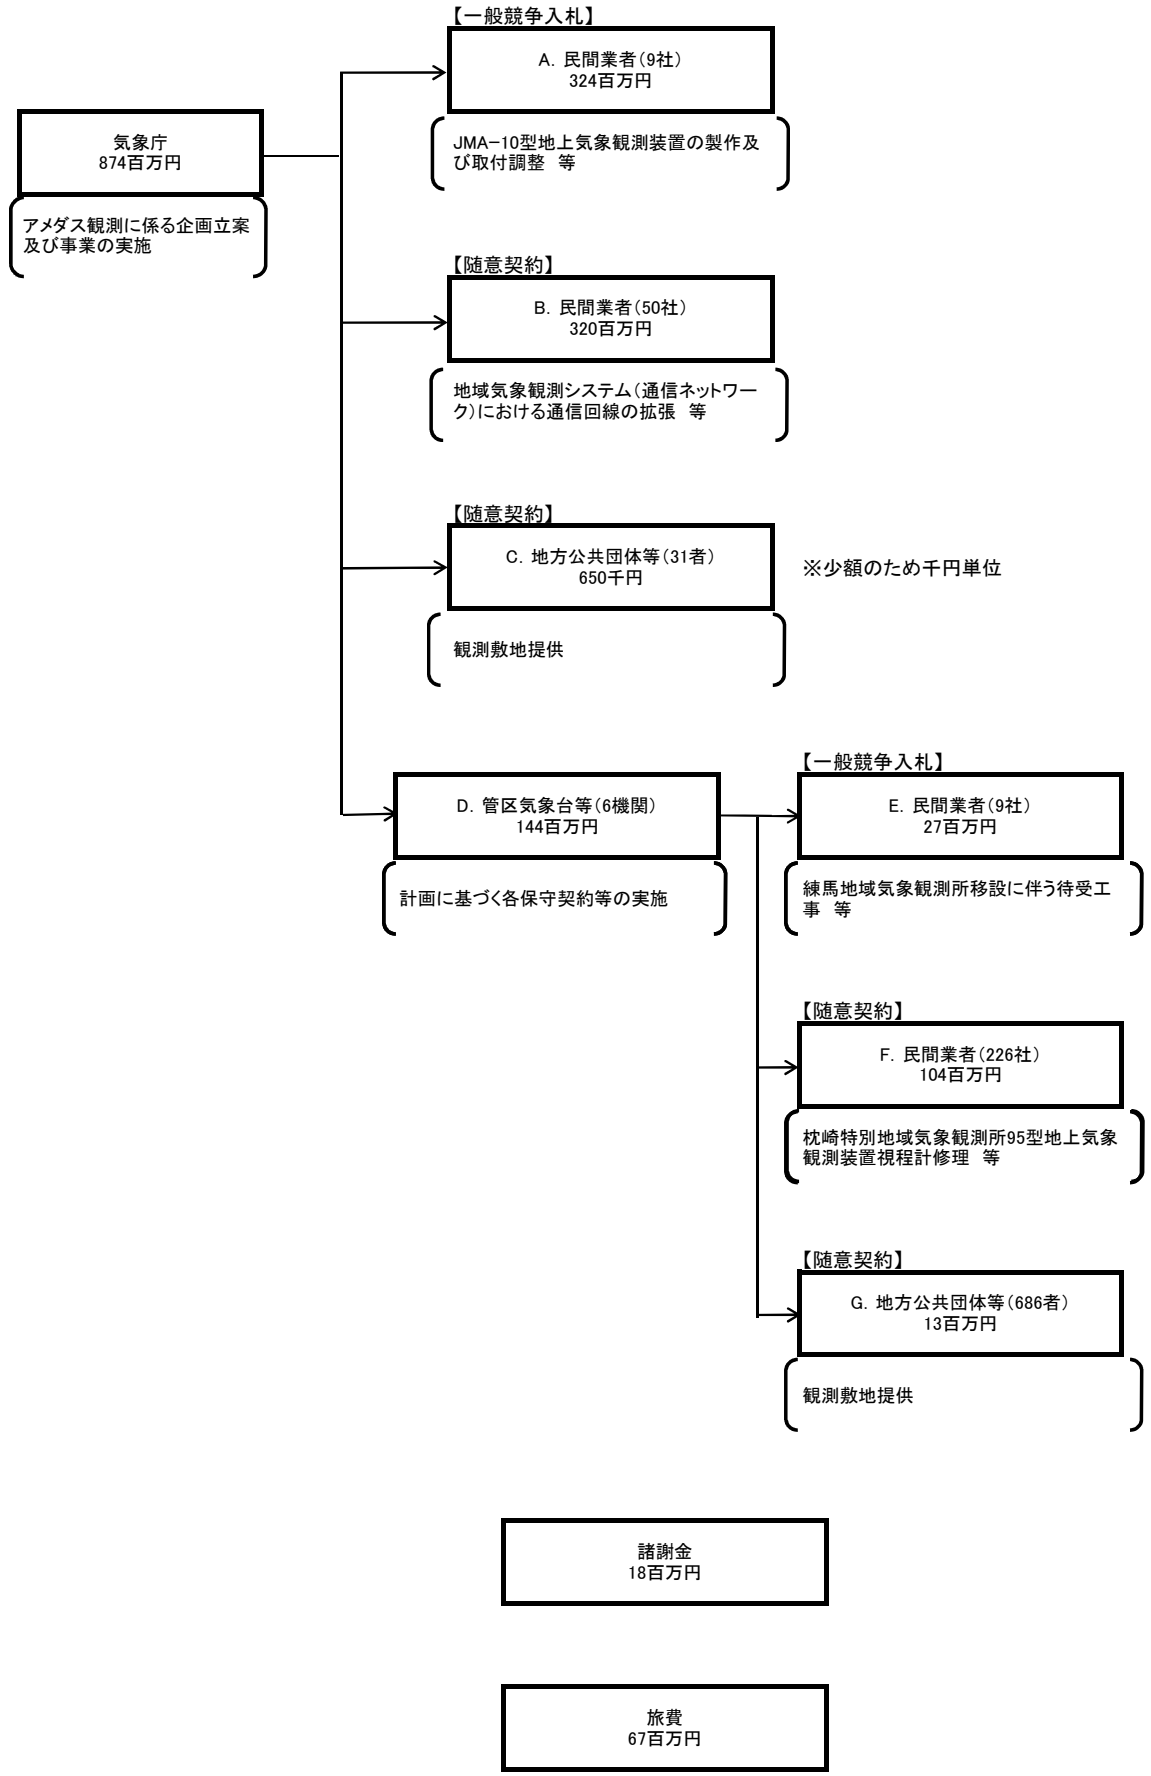 【一般競争入札】
A．民間業者（9社）
324百万円
JMA－10型地上気象観測装置の製作及
び取付調整　等
気象庁
874百万円
アメダス観測に係る企画立案
及び事業の実施
【随意契約】
B．民間業者（50社）
320百万円
地域気象観測システム（通信ネットワー
ク）における通信回線の拡張　等
【随意契約】
C．地方公共団体等（31者）
650千円
※少額のため千円単位
観測敷地提供
D．管区気象台等（6機関）
144百万円
計画に基づく各保守契約等の実施
【一般競争入札】
E．民間業者（9社）
27百万円
練馬地域気象観測所移設に伴う待受工
事　等
【随意契約】
F．民間業者（226社）
104百万円
枕崎特別地域気象観測所95型地上気象
観測装置視程計修理　等
【随意契約】
G．地方公共団体等（686者）
13百万円
観測敷地提供
諸謝金
18百万円
旅費
67百万円